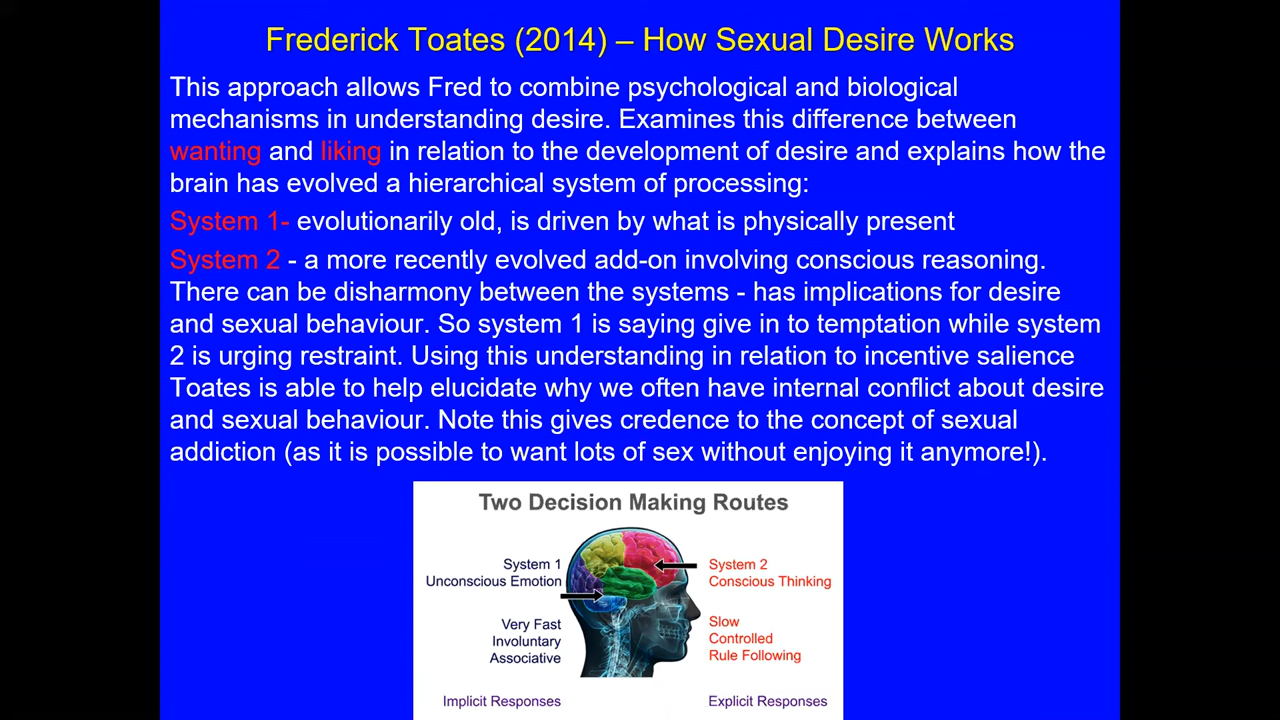 Frederick Toates (2014) – How Sexual Desire Works
This approach allows Fred to combine psychological and biological
mechanisms in understanding desire. Examines this difference between
wanting and liking in relation to the development of desire and explains how the
brain has evolved a hierarchical system of processing:
System 1- evolutionarily old, is driven by what is physically present
System 2 - a more recently evolved add-on involving conscious reasoning.
There can be disharmony between the systems - has implications for desire
and sexual behaviour. So system 1 is saying give in to temptation while system
2 is urging restraint. Using this understanding in relation to incentive salience
Toates is able to help elucidate why we often have internal conflict about desire
and sexual behaviour. Note this gives credence to the concept of sexual
addiction (as it is possible to want lots of sex without enjoying it anymore!).
Two Decision Making Routes
System 1
Unconscious Emotion
Very Fast
Involuntary
Associative
Implicit Responses
System 2
Conscious Thinking
Slow
Controlled
Rule Following
Explicit Responses